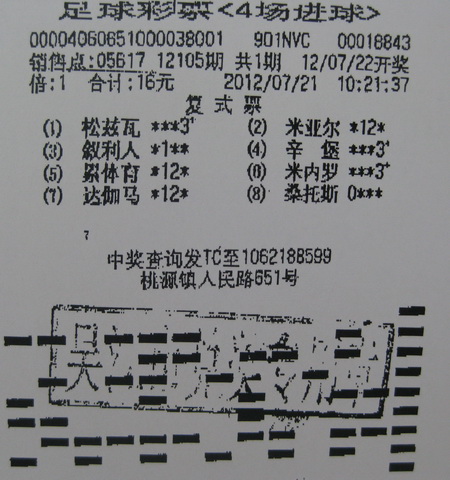 足球彩票<4场进球>
00004060651000038001 901NVC 00018843
销售点:05617 12105期 共1期 12/07/22开奖
倍:1 合计:16元 2012/07/21 10:21:37
复式票
(1) 松兹瓦 ***3+ (2) 米亚尔 *12*
(3) 叙利人 *1** (4) 辛堡 ***3+
(5) 累体育 *12* (6) 米内罗 ***3+
(7) 达伽马 *12* (8) 桑托斯 0***
7
中奖查询发TC至1062188599
桃源镇人民路651号
吴